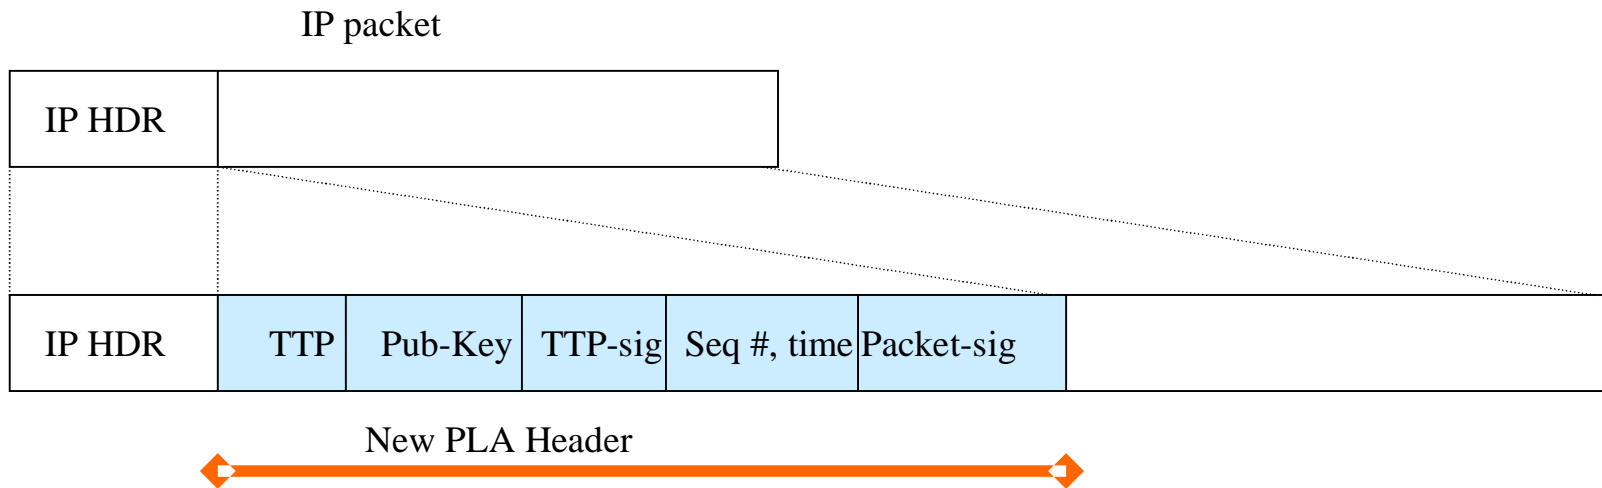 IP packet
IP HDR
IP HDR TTP Pub-Key TTP-sig Seq #, time Packet-sig
New PLA Header